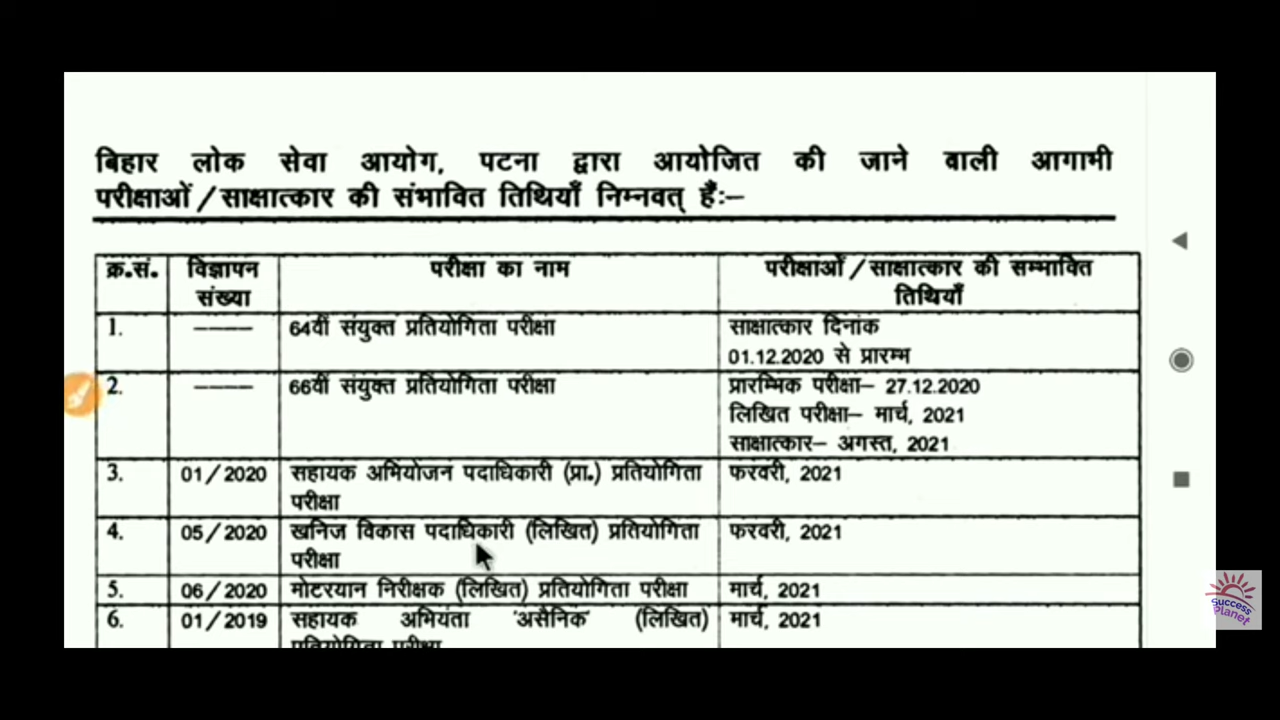 बिहार लोक सेवा आयोग, पटना द्वारा आयोजित की जाने वाली आगामी
परीक्षाओं/साक्षात्कार की संभावित तिथियाँ निम्नवत् हैं:-
क्र.सं. विज्ञापन संख्या परीक्षा का नाम परीक्षाओं/साक्षात्कार की सम्भावित तिथियाँ
1. ---- 64वीं संयुक्त प्रतियोगिता परीक्षा साक्षात्कार दिनांक
01.12.2020 से प्रारम्भ
2. ---- 66वीं संयुक्त प्रतियोगिता परीक्षा प्रारम्भिक परीक्षा- 27.12.2020
लिखित परीक्षा- मार्च, 2021
साक्षात्कार- अगस्त, 2021
3. 01/2020 सहायक अभियोजन पदाधिकारी (प्रा.) प्रतियोगिता फरवरी, 2021
परीक्षा
4. 05/2020 खनिज विकास पदाधिकारी (लिखित) प्रतियोगिता फरवरी, 2021
परीक्षा
5. 06/2020 मोटरयान निरीक्षक (लिखित) प्रतियोगिता परीक्षा मार्च, 2021
6. 01/2019 सहायक अभियंता 'असैनिक' (लिखित) मार्च, 2021
प्रतियोगिता परीक्षा
Success
Planet